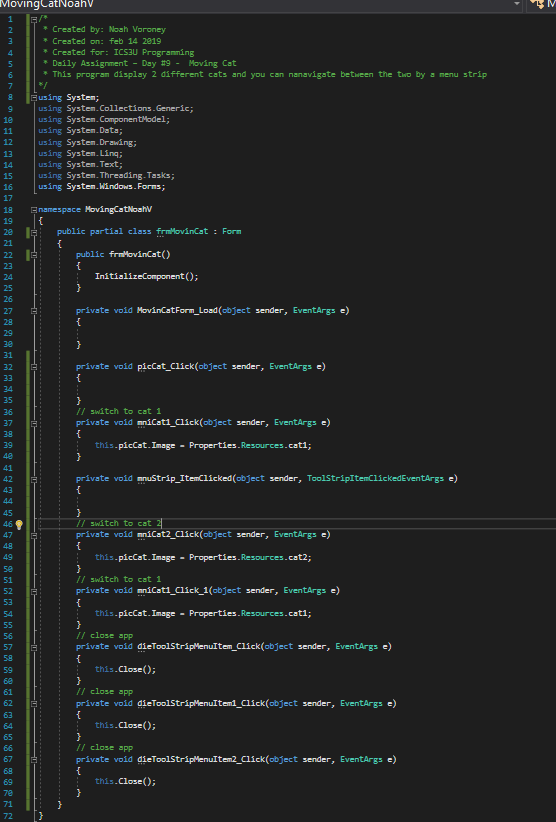 MovingCatNoahV
1 /*
2  * Created by: Noah Voroney
3  * Created on: feb 14 2019
4  * Created for: ICS3U Programming
5  * Daily Assignment – Day #9 -  Moving Cat
6  * This program display 2 different cats and you can nanavigate between the two by a menu strip
7 */
8 using System;
9 using System.Collections.Generic;
10 using System.ComponentModel;
11 using System.Data;
12 using System.Drawing;
13 using System.Linq;
14 using System.Text;
15 using System.Threading.Tasks;
16 using System.Windows.Forms;
17
18 namespace MovingCatNoahV
19 {
20     public partial class frmMovinCat : Form
21     {
22         public frmMovinCat()
23         {
24             InitializeComponent();
25         }
26
27         private void MovinCatForm_Load(object sender, EventArgs e)
28         {
29
30         }
31
32         private void picCat_Click(object sender, EventArgs e)
33         {
34
35         }
36         // switch to cat 1
37         private void mniCat1_Click(object sender, EventArgs e)
38         {
39             this.picCat.Image = Properties.Resources.cat1;
40         }
41
42         private void mnuStrip_ItemClicked(object sender, ToolStripItemClickedEventArgs e)
43         {
44
45         }
46         // switch to cat 2
47         private void mniCat2_Click(object sender, EventArgs e)
48         {
49             this.picCat.Image = Properties.Resources.cat2;
50         }
51         // switch to cat 1
52         private void mniCat1_Click_1(object sender, EventArgs e)
53         {
54             this.picCat.Image = Properties.Resources.cat1;
55         }
56         // close app
57         private void dieToolStripMenuItem_Click(object sender, EventArgs e)
58         {
59             this.Close();
60         }
61         // close app
62         private void dieToolStripMenuItem1_Click(object sender, EventArgs e)
63         {
64             this.Close();
65         }
66         // close app
67         private void dieToolStripMenuItem2_Click(object sender, EventArgs e)
68         {
69             this.Close();
70         }
71     }
72 }